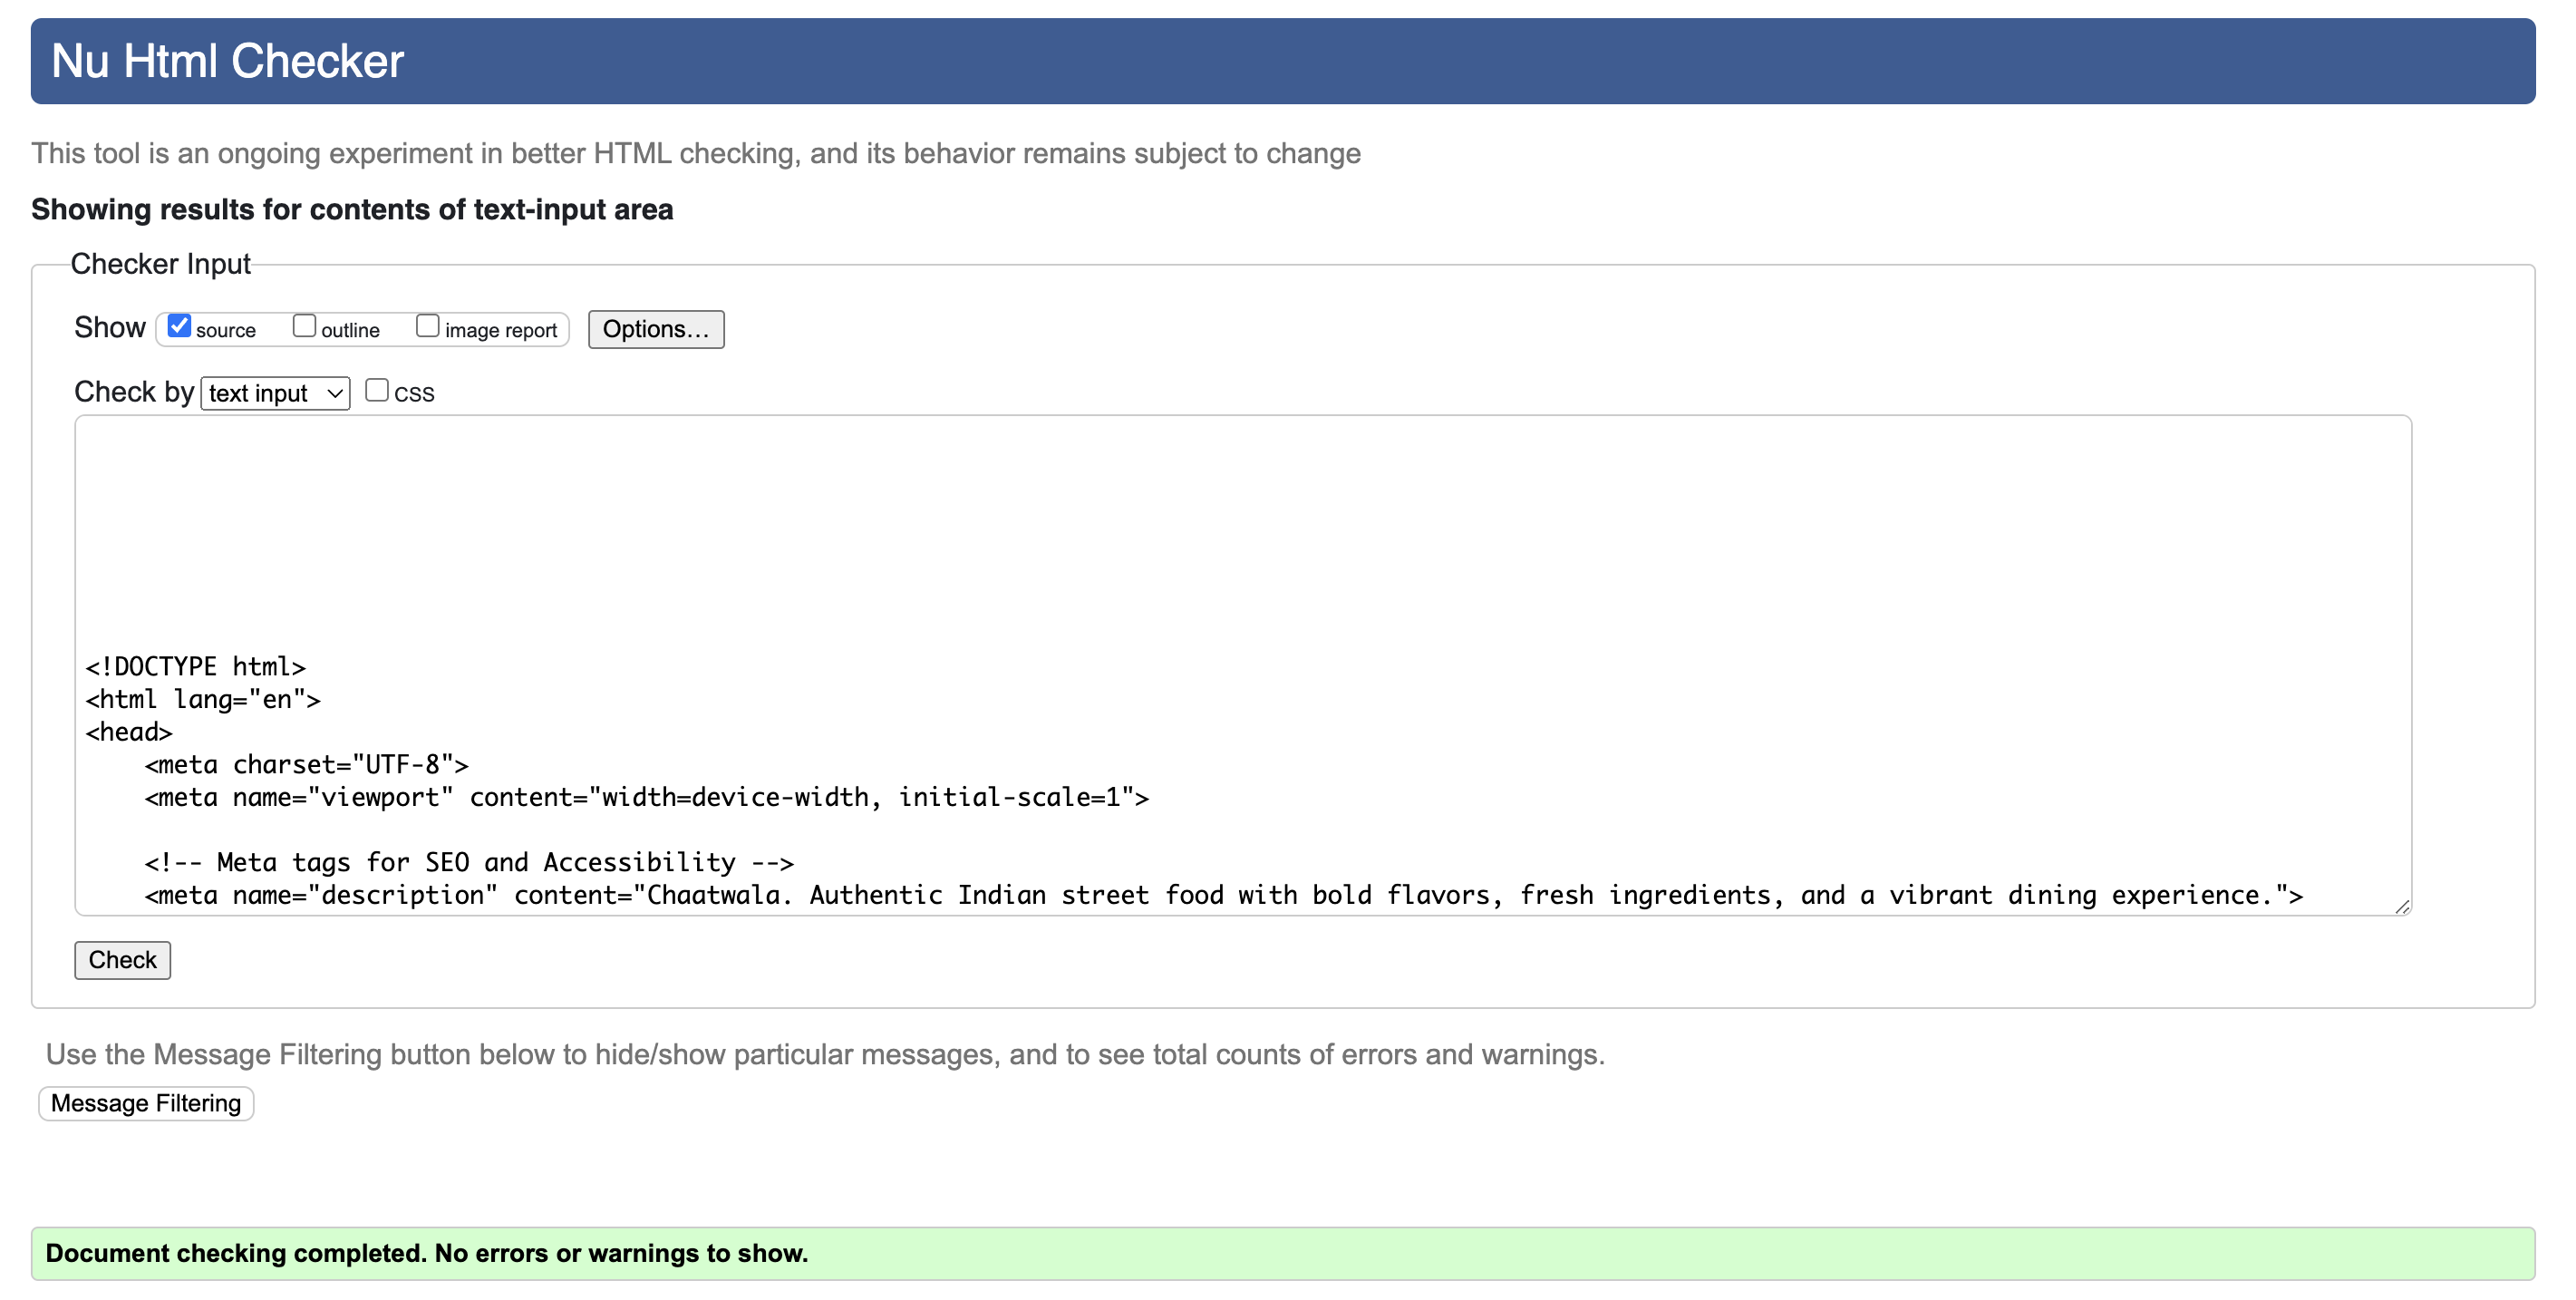 Nu Html Checker
This tool is an ongoing experiment in better HTML checking, and its behavior remains subject to change
Showing results for contents of text-input area
Checker Input
Show source outline image report Options...
Check by text input CSS
<!DOCTYPE html>
<html lang="en">
<head>
    <meta charset="UTF-8">
    <meta name="viewport" content="width=device-width, initial-scale=1">
    <!-- Meta tags for SEO and Accessibility -->
    <meta name="description" content="Chaatwala. Authentic Indian street food with bold flavors, fresh ingredients, and a vibrant dining experience.">
Check
Use the Message Filtering button below to hide/show particular messages, and to see total counts of errors and warnings.
Message Filtering
Document checking completed. No errors or warnings to show.